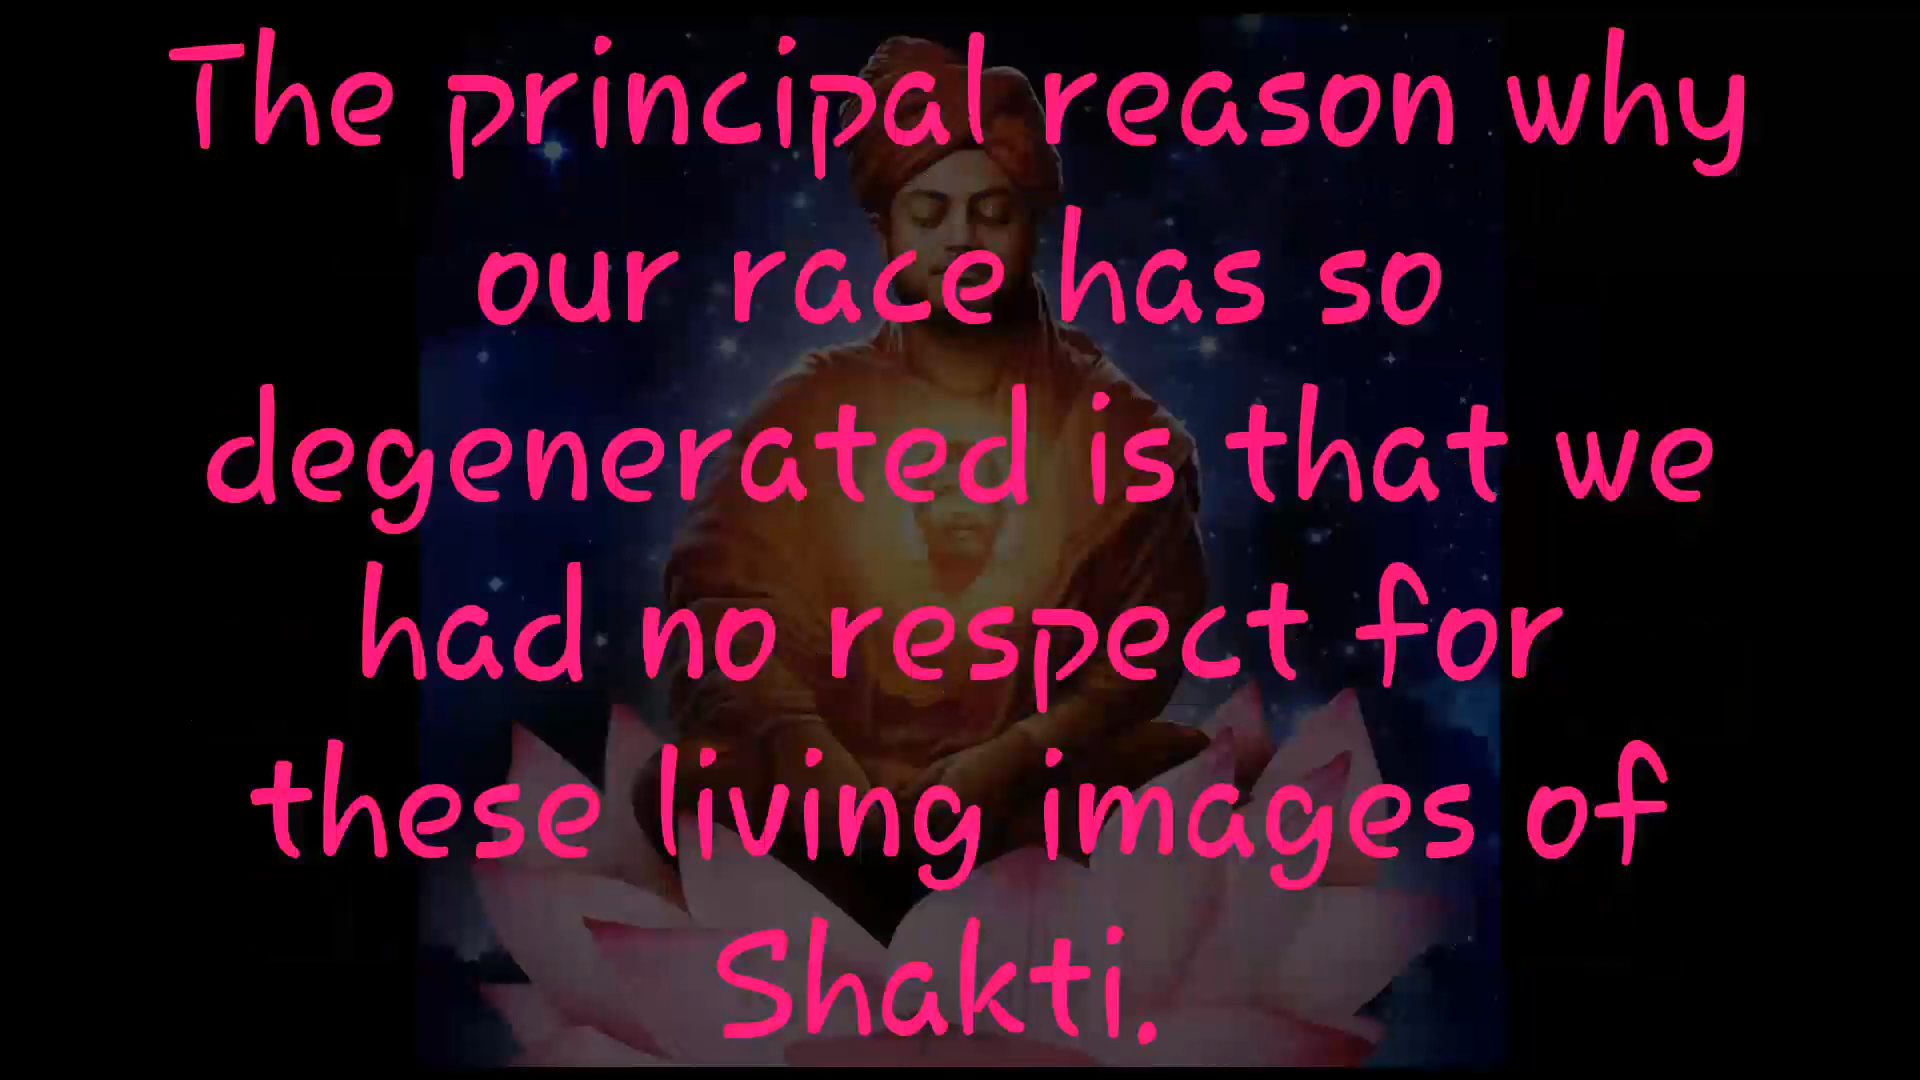 The principal reason why
our race has so
degenerated is that we
had no respect for
these living images of
Shakti.